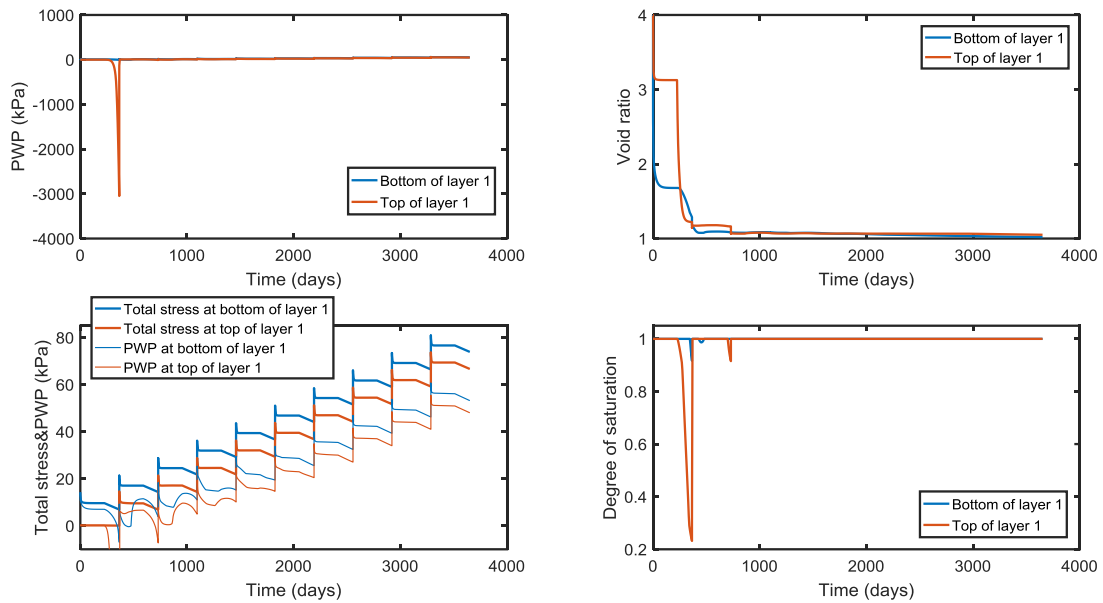 1000
0
-1000
-2000
-3000
-4000
PWP (kPa)
0
1000
2000
3000
4000
Time (days)
Bottom of layer 1
Top of layer 1
4
3
2
1
Void ratio
0
1000
2000
3000
4000
Time (days)
Bottom of layer 1
Top of layer 1
80
60
40
20
0
Total stress&PWP (kPa)
0
1000
2000
3000
4000
Time (days)
Total stress at bottom of layer 1
Total stress at top of layer 1
PWP at bottom of layer 1
PWP at top of layer 1
1
0.8
0.6
0.4
0.2
Degree of saturation
0
1000
2000
3000
4000
Time (days)
Bottom of layer 1
Top of layer 1